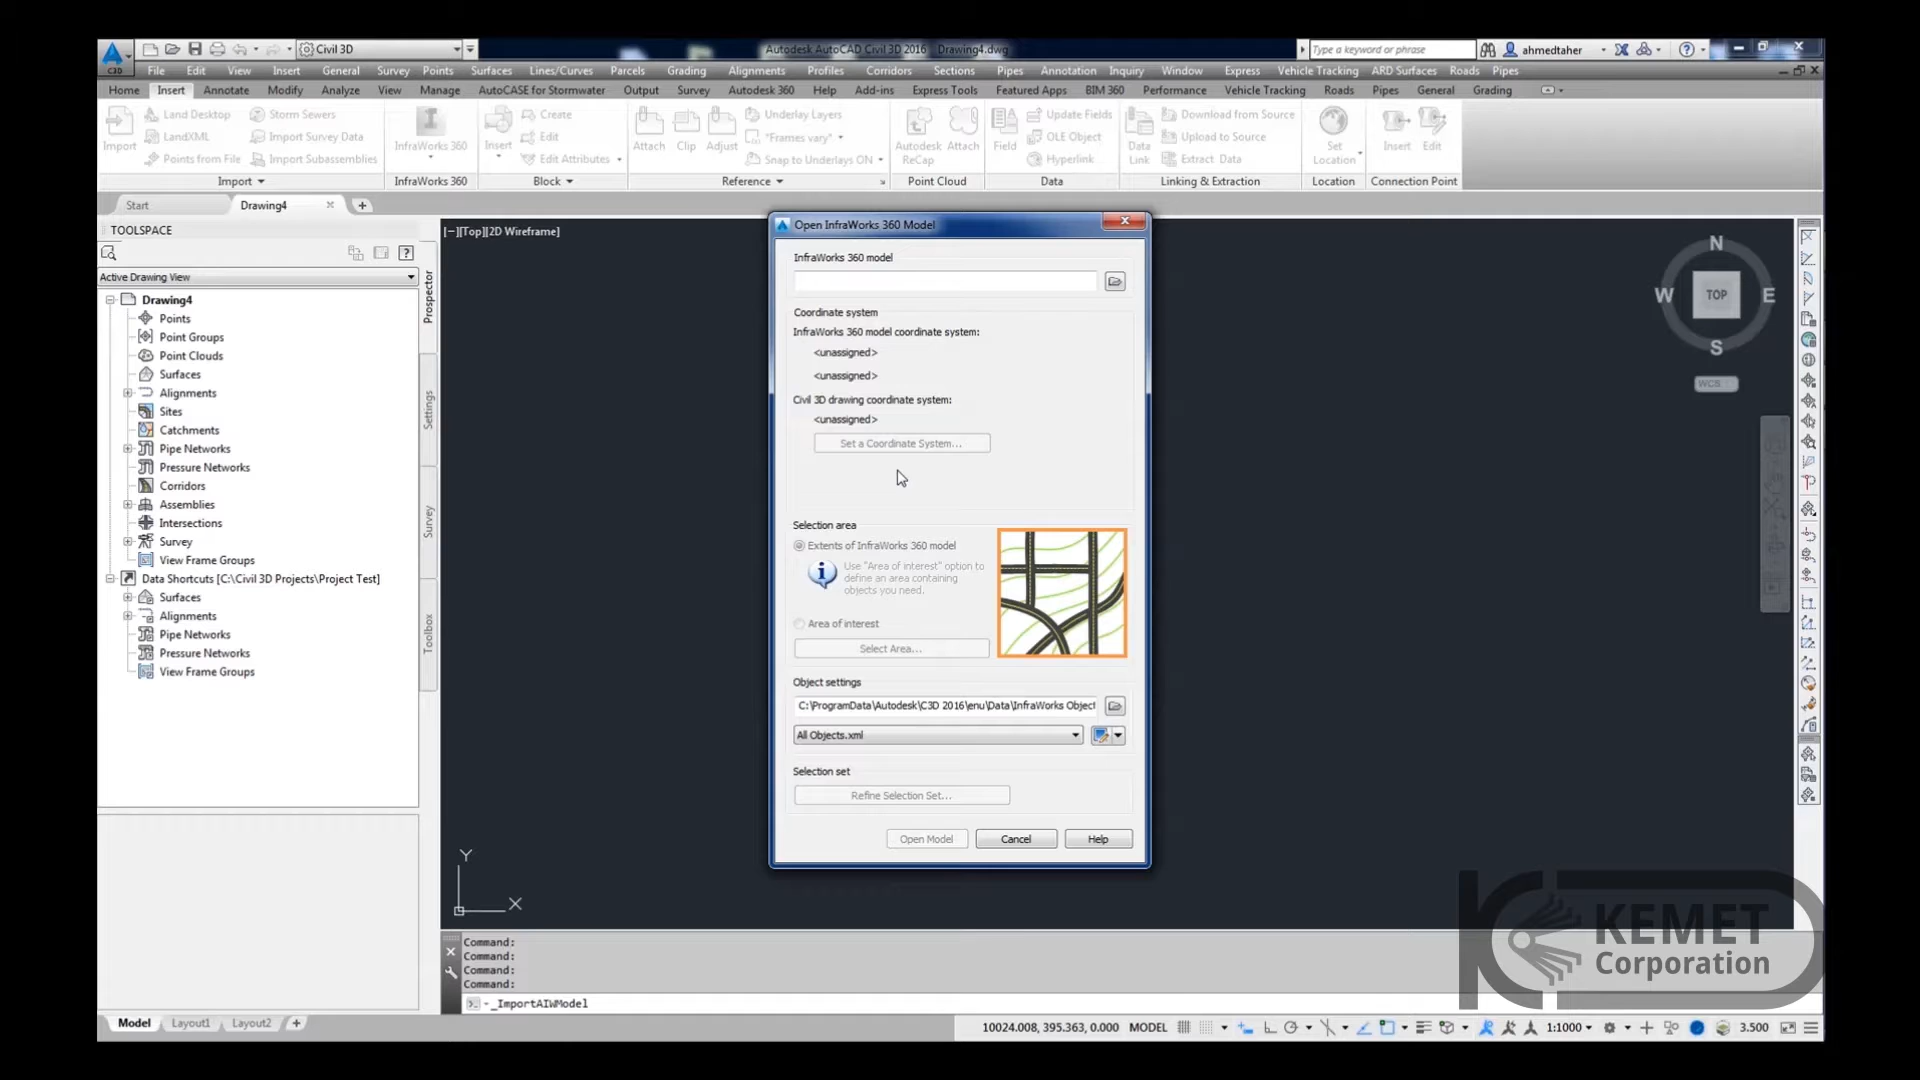 Civil 3D
Autodesk AutoCAD Civil 3D 2016 Drawing4.dwg
Type a keyword or phrase
ahmedtaher
C3D
File Edit View Insert General Survey Points Surfaces Lines/Curves Parcels Grading Alignments Profiles Corridors Sections Pipes Annotation Inquiry Window Express Vehicle Tracking ARD Surfaces Roads Pipes
Home Insert Annotate Modify Analyze View Manage AutoCASE for Stormwater Output Survey Autodesk 360 Help Add-ins Express Tools Featured Apps BIM 360 Performance Vehicle Tracking Roads Pipes General Grading
Land Desktop Storm Sewers Create Underlay Layers Update Fields Download from Source
LandXML Import Survey Data Edit "Frames vary" OLE Object Upload to Source
Import InfraWorks 360 Insert Attach Clip Adjust Autodesk ReCap Attach Field Data Link Set Location Insert Edit
Points from File Import Subassemblies Edit Attributes Snap to Underlays ON Hyperlink Extract Data
Import InfraWorks 360 Block Reference Point Cloud Data Linking & Extraction Location Connection Point
Start Drawing4
TOOLSPACE
Active Drawing View
Drawing4
Points
Point Groups
Point Clouds
Surfaces
Alignments
Sites
Catchments
Pipe Networks
Pressure Networks
Corridors
Assemblies
Intersections
Survey
View Frame Groups
Data Shortcuts [C:\Civil 3D Projects\Project Test]
Surfaces
Alignments
Pipe Networks
Pressure Networks
View Frame Groups
Prospector
Settings
Survey
Toolbox
[−][Top][2D Wireframe]
Open InfraWorks 360 Model
InfraWorks 360 model
Coordinate system
InfraWorks 360 model coordinate system:
<unassigned>
<unassigned>
Civil 3D drawing coordinate system:
<unassigned>
Set a Coordinate System...
Selection area
Extents of InfraWorks 360 model
Use "Area of interest" option to
define an area containing
objects you need.
Area of interest
Select Area...
Object settings
C:\ProgramData\Autodesk\C3D 2016\enu\Data\InfraWorks Object
All Objects.xml
Selection set
Refine Selection Set...
Open Model Cancel Help
N
W TOP E
S
WCS
Y
X
KEMET
Corporation
Command:
Command:
Command:
Command:
-_ImportAIWModel
Model Layout1 Layout2
10024.008, 395.363, 0.000 MODEL 1:1000 3.500